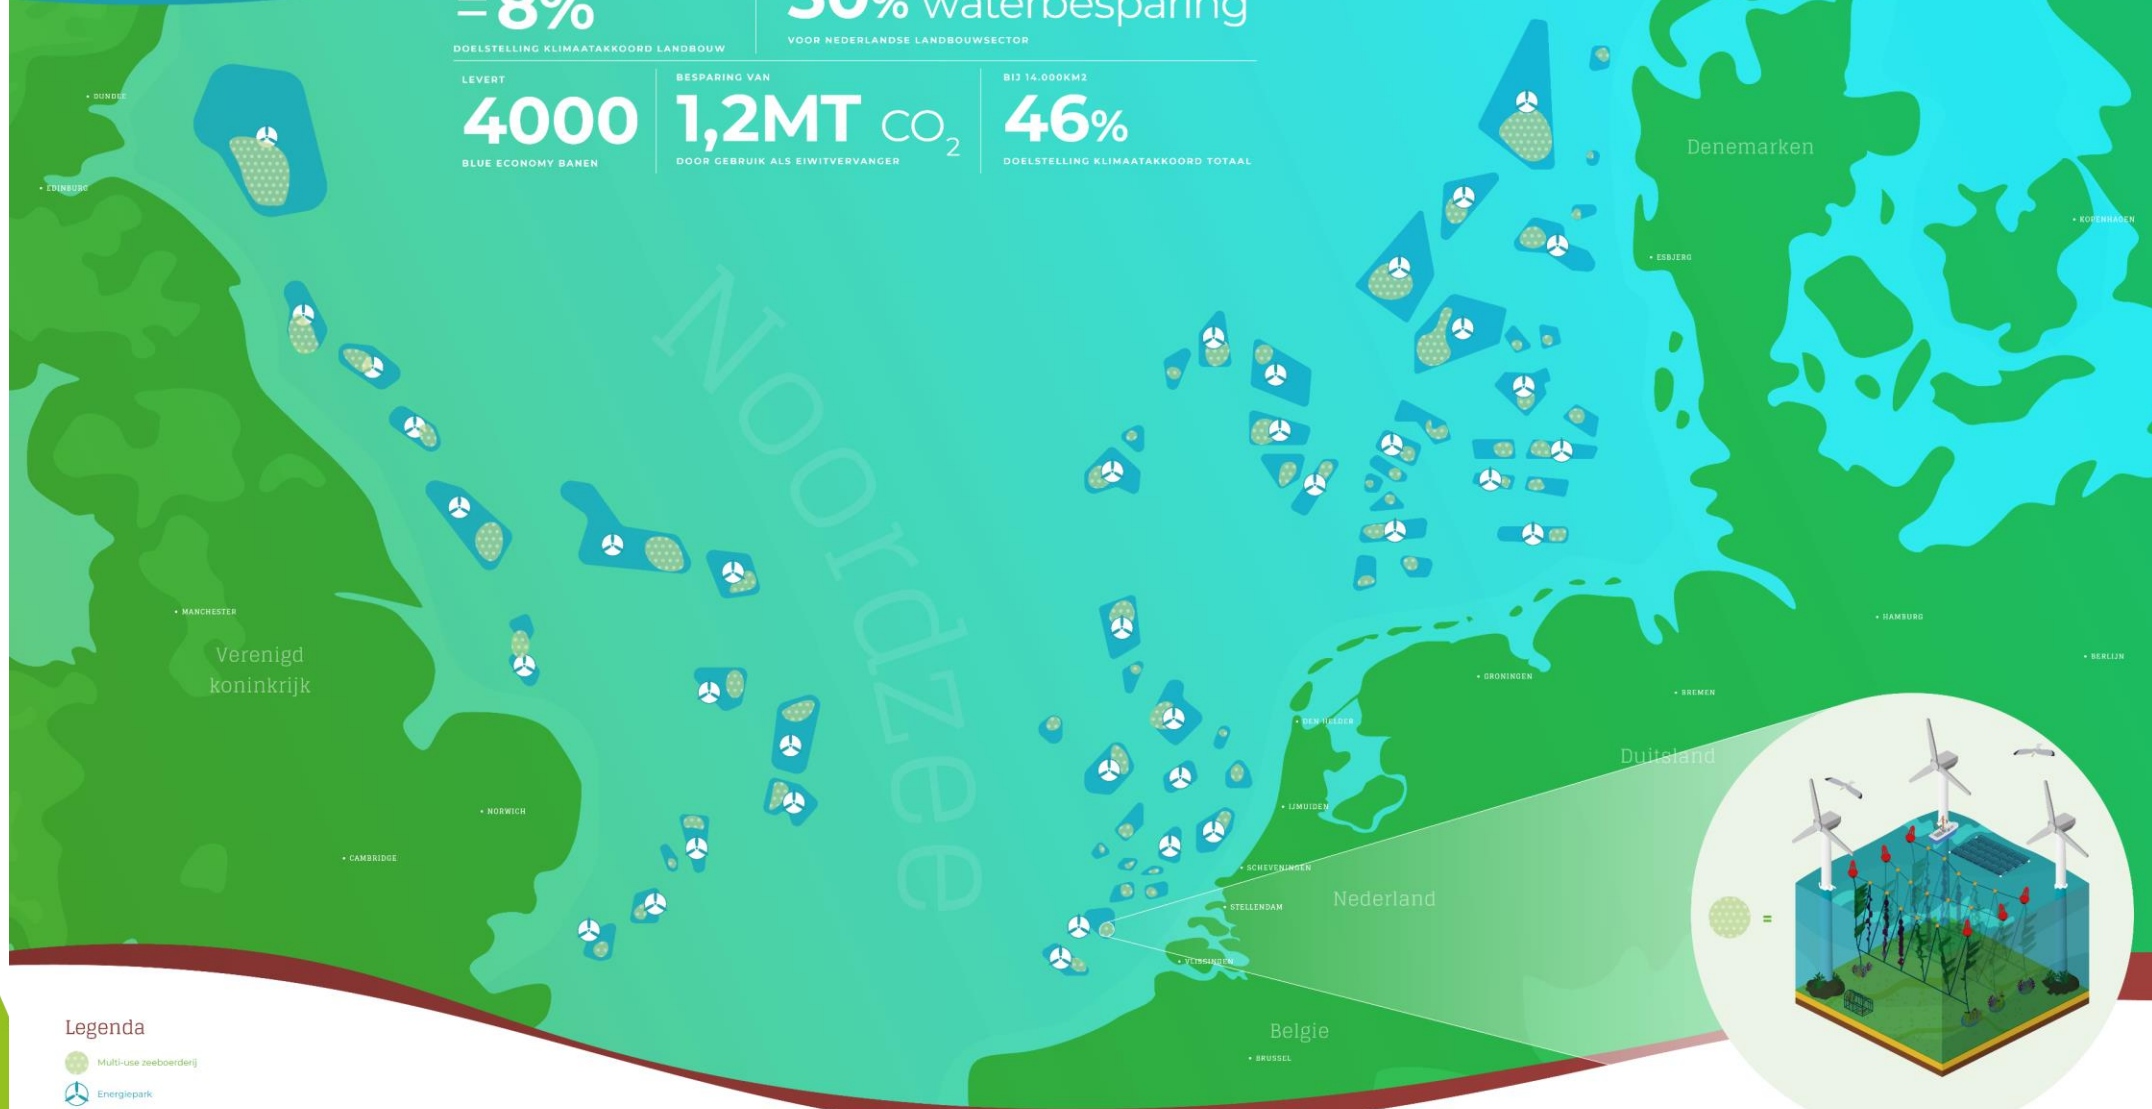 = 8%
DOELSTELLING KLIMAATAKKOORD LANDBOUW
waterbesparing
VOOR NEDERLANDSE LANDBOUWSECTOR
LEVERT
4000
BLUE ECONOMY BANEN
BESPARING VAN
1,2MT CO2
DOOR GEBRUIK ALS EIWITVERVANGER
BIJ 14.000KM2
46%
DOELSTELLING KLIMAATAKKOORD TOTAAL
DUNDEE
EDINBURG
Denemarken
KOPENHAGEN
ESBJERG
Noordzee
MANCHESTER
Verenigd
koninkrijk
HAMBURG
BERLIJN
GRONINGEN
BREMEN
DEN HELDER
Duitsland
NORWICH
IJMUIDEN
CAMBRIDGE
SCHEVENINGEN
Nederland
STELLENDAM
=
VLISSINGEN
Belgie
BRUSSEL
Legenda
Multi-use zeeboerderij
Energiepark